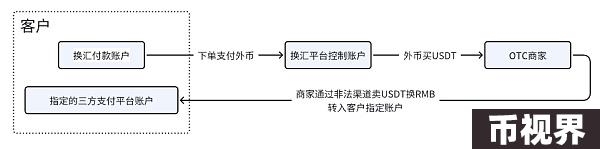 客户
换汇付款账户
下单支付外币
换汇平台控制账户
外币买USDT
OTC商家
指定的三方支付平台账户
商家通过非法渠道卖USDT换RMB
转入客户指定账户
币视界